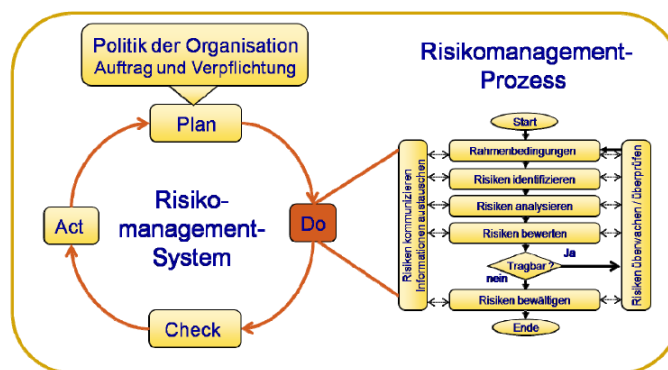 Politik der Organisation
Auftrag und Verpflichtung
Plan
Risiko-
management-
System
Act
Do
Check
Risikomanagement-
Prozess
Start
Rahmenbedingungen
Risiken identifizieren
Risiken analysieren
Risiken bewerten
Tragbar ?
Ja
nein
Risiken bewältigen
Ende
Risiken kommunizieren
Informationen austauschen
Risiken überwachen / überprüfen